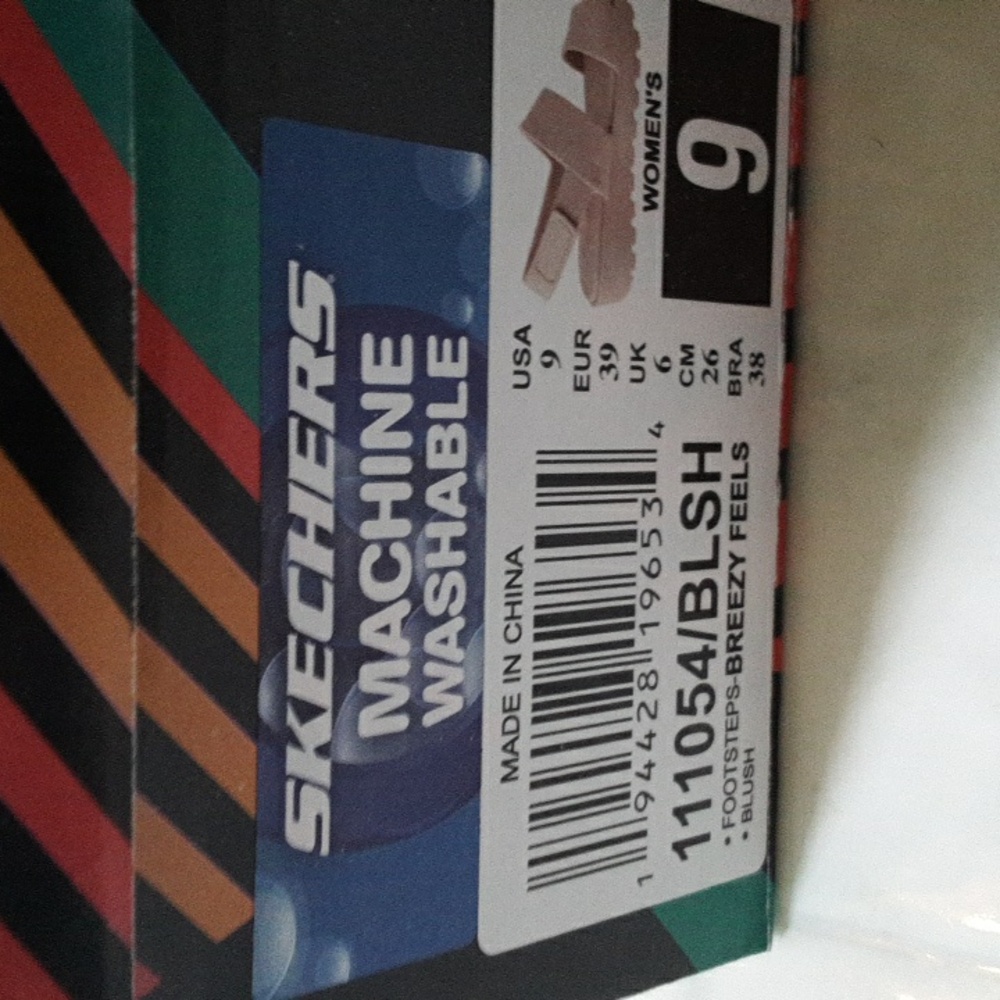 SKECHERS
MACHINE
WASHABLE
MADE IN CHINA
1 94428 19653 4
111054/BLSH
• FOOTSTEPS-BREEZY FEELS
• BLUSH
USA
9
EUR
39
UK
6
CM
26
BRA
38
WOMEN'S
9